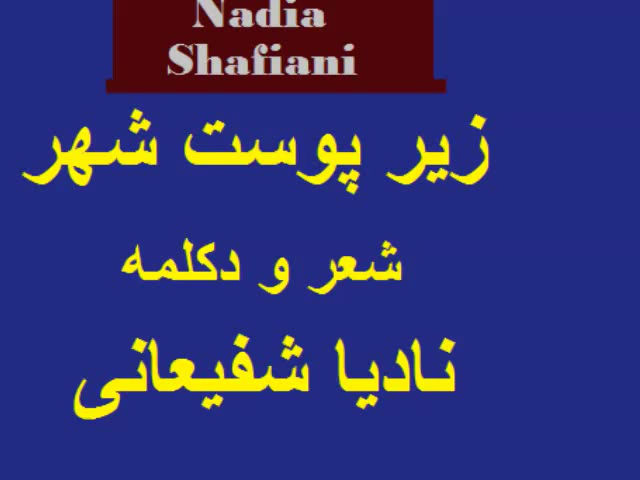 Nadia
Shafiani
زیر پوست شهر
شعر و دکلمه
نادیا شفیعانی